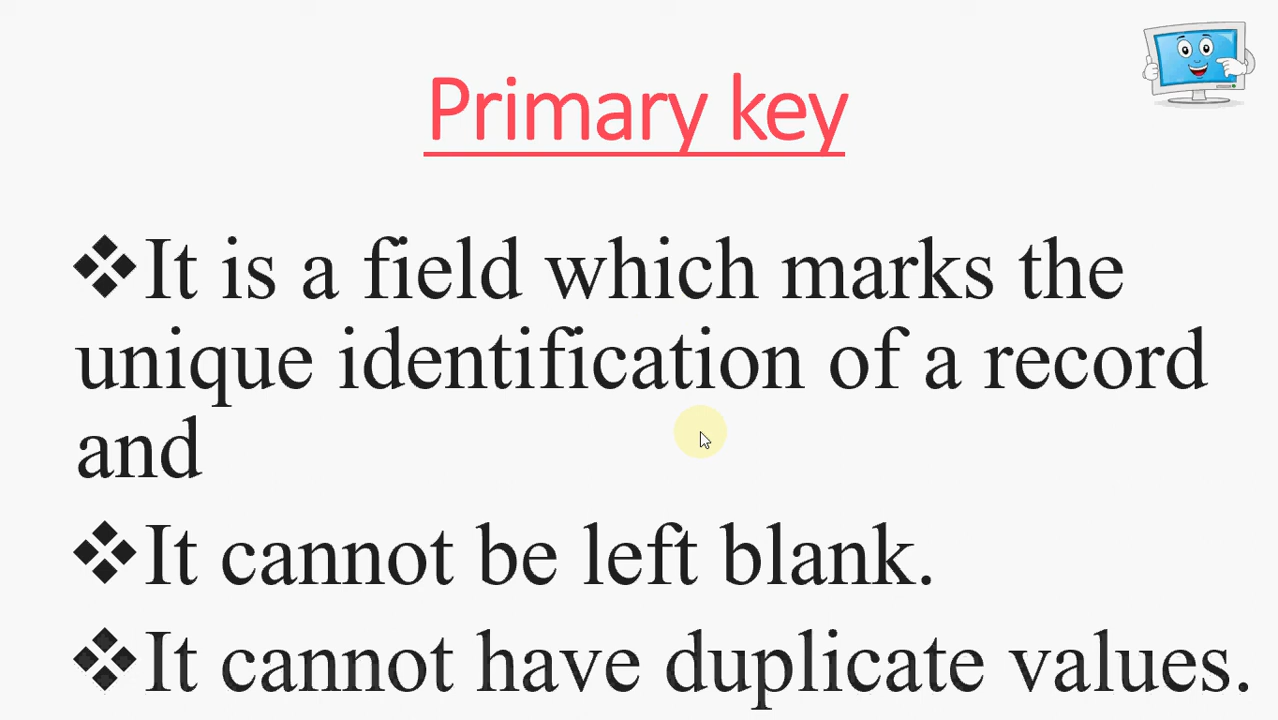 Primary key
❖It is a field which marks the
unique identification of a record
and
❖It cannot be left blank.
❖It cannot have duplicate values.